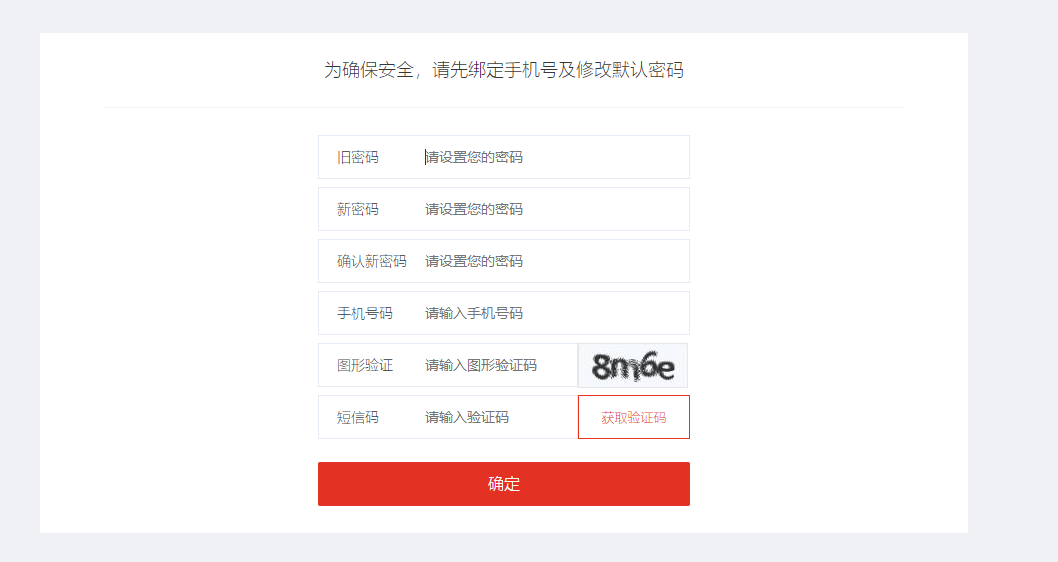 为确保安全，请先绑定手机号及修改默认密码
旧密码 请设置您的密码
新密码 请设置您的密码
确认新密码 请设置您的密码
手机号码 请输入手机号码
图形验证 请输入图形验证码 8m6e
短信码 请输入验证码 获取验证码
确定